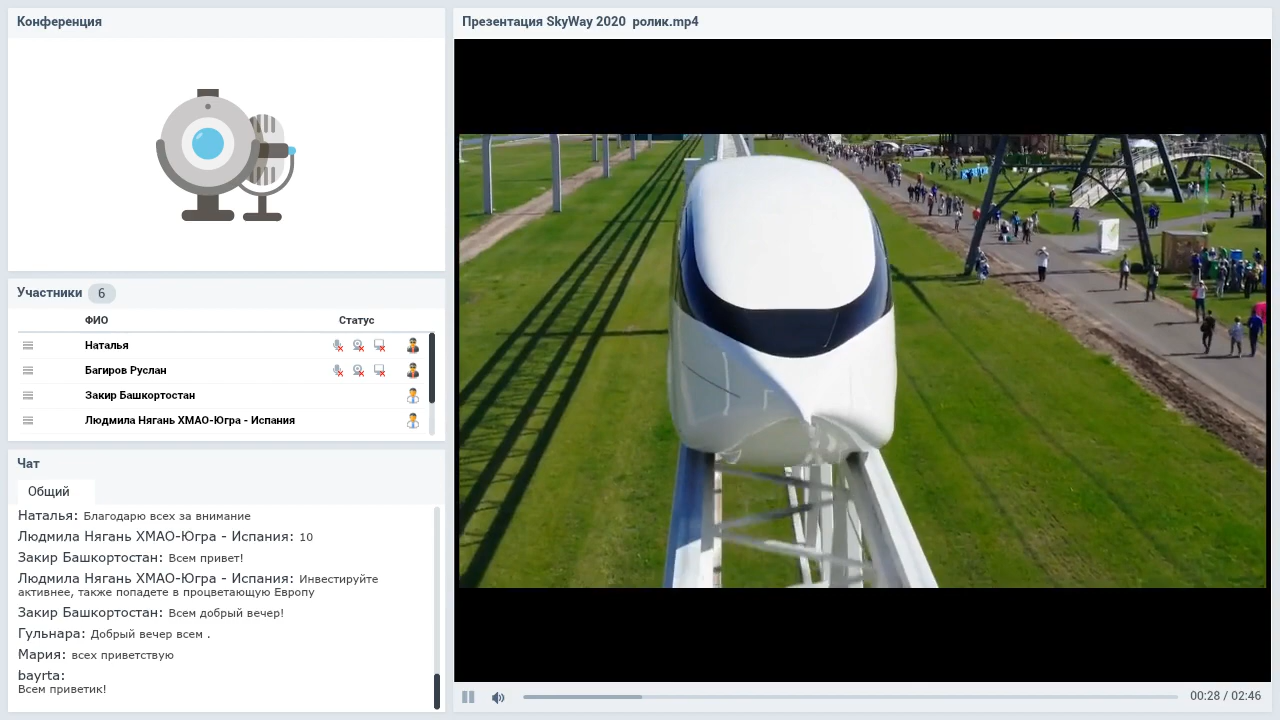 Конференция
Презентация SkyWay 2020 ролик.mp4
Участники 6
ФИО Статус
Наталья
Багиров Руслан
Закир Башкортостан
Людмила Нягань ХМАО-Югра - Испания
Чат
Общий
Наталья: Благодарю всех за внимание
Людмила Нягань ХМАО-Югра - Испания: 10
Закир Башкортостан: Всем привет!
Людмила Нягань ХМАО-Югра - Испания: Инвестируйте
активнее, также попадете в процветающую Европу
Закир Башкортостан: Всем добрый вечер!
Гульнара: Добрый вечер всем .
Мария: всех приветствую
bayrta:
Всем приветик!
00:28 / 02:46